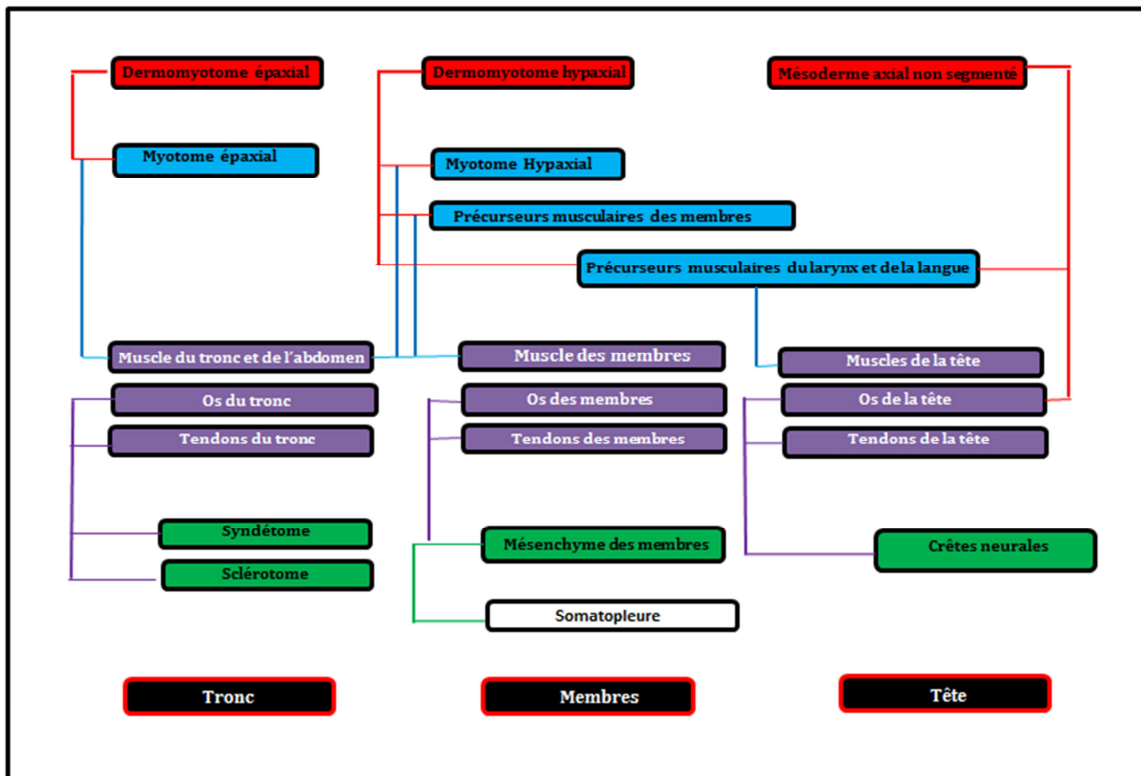 Dermomyotome épaxial
Dermomyotome hypaxial
Mésoderme axial non segmenté
Myotome épaxial
Myotome Hypaxial
Précurseurs musculaires des membres
Précurseurs musculaires du larynx et de la langue
Muscle du tronc et de l'abdomen
Muscle des membres
Muscles de la tête
Os du tronc
Os des membres
Os de la tête
Tendons du tronc
Tendons des membres
Tendons de la tête
Syndétome
Mésenchyme des membres
Crêtes neurales
Sclérotome
Somatopleure
Tronc
Membres
Tête